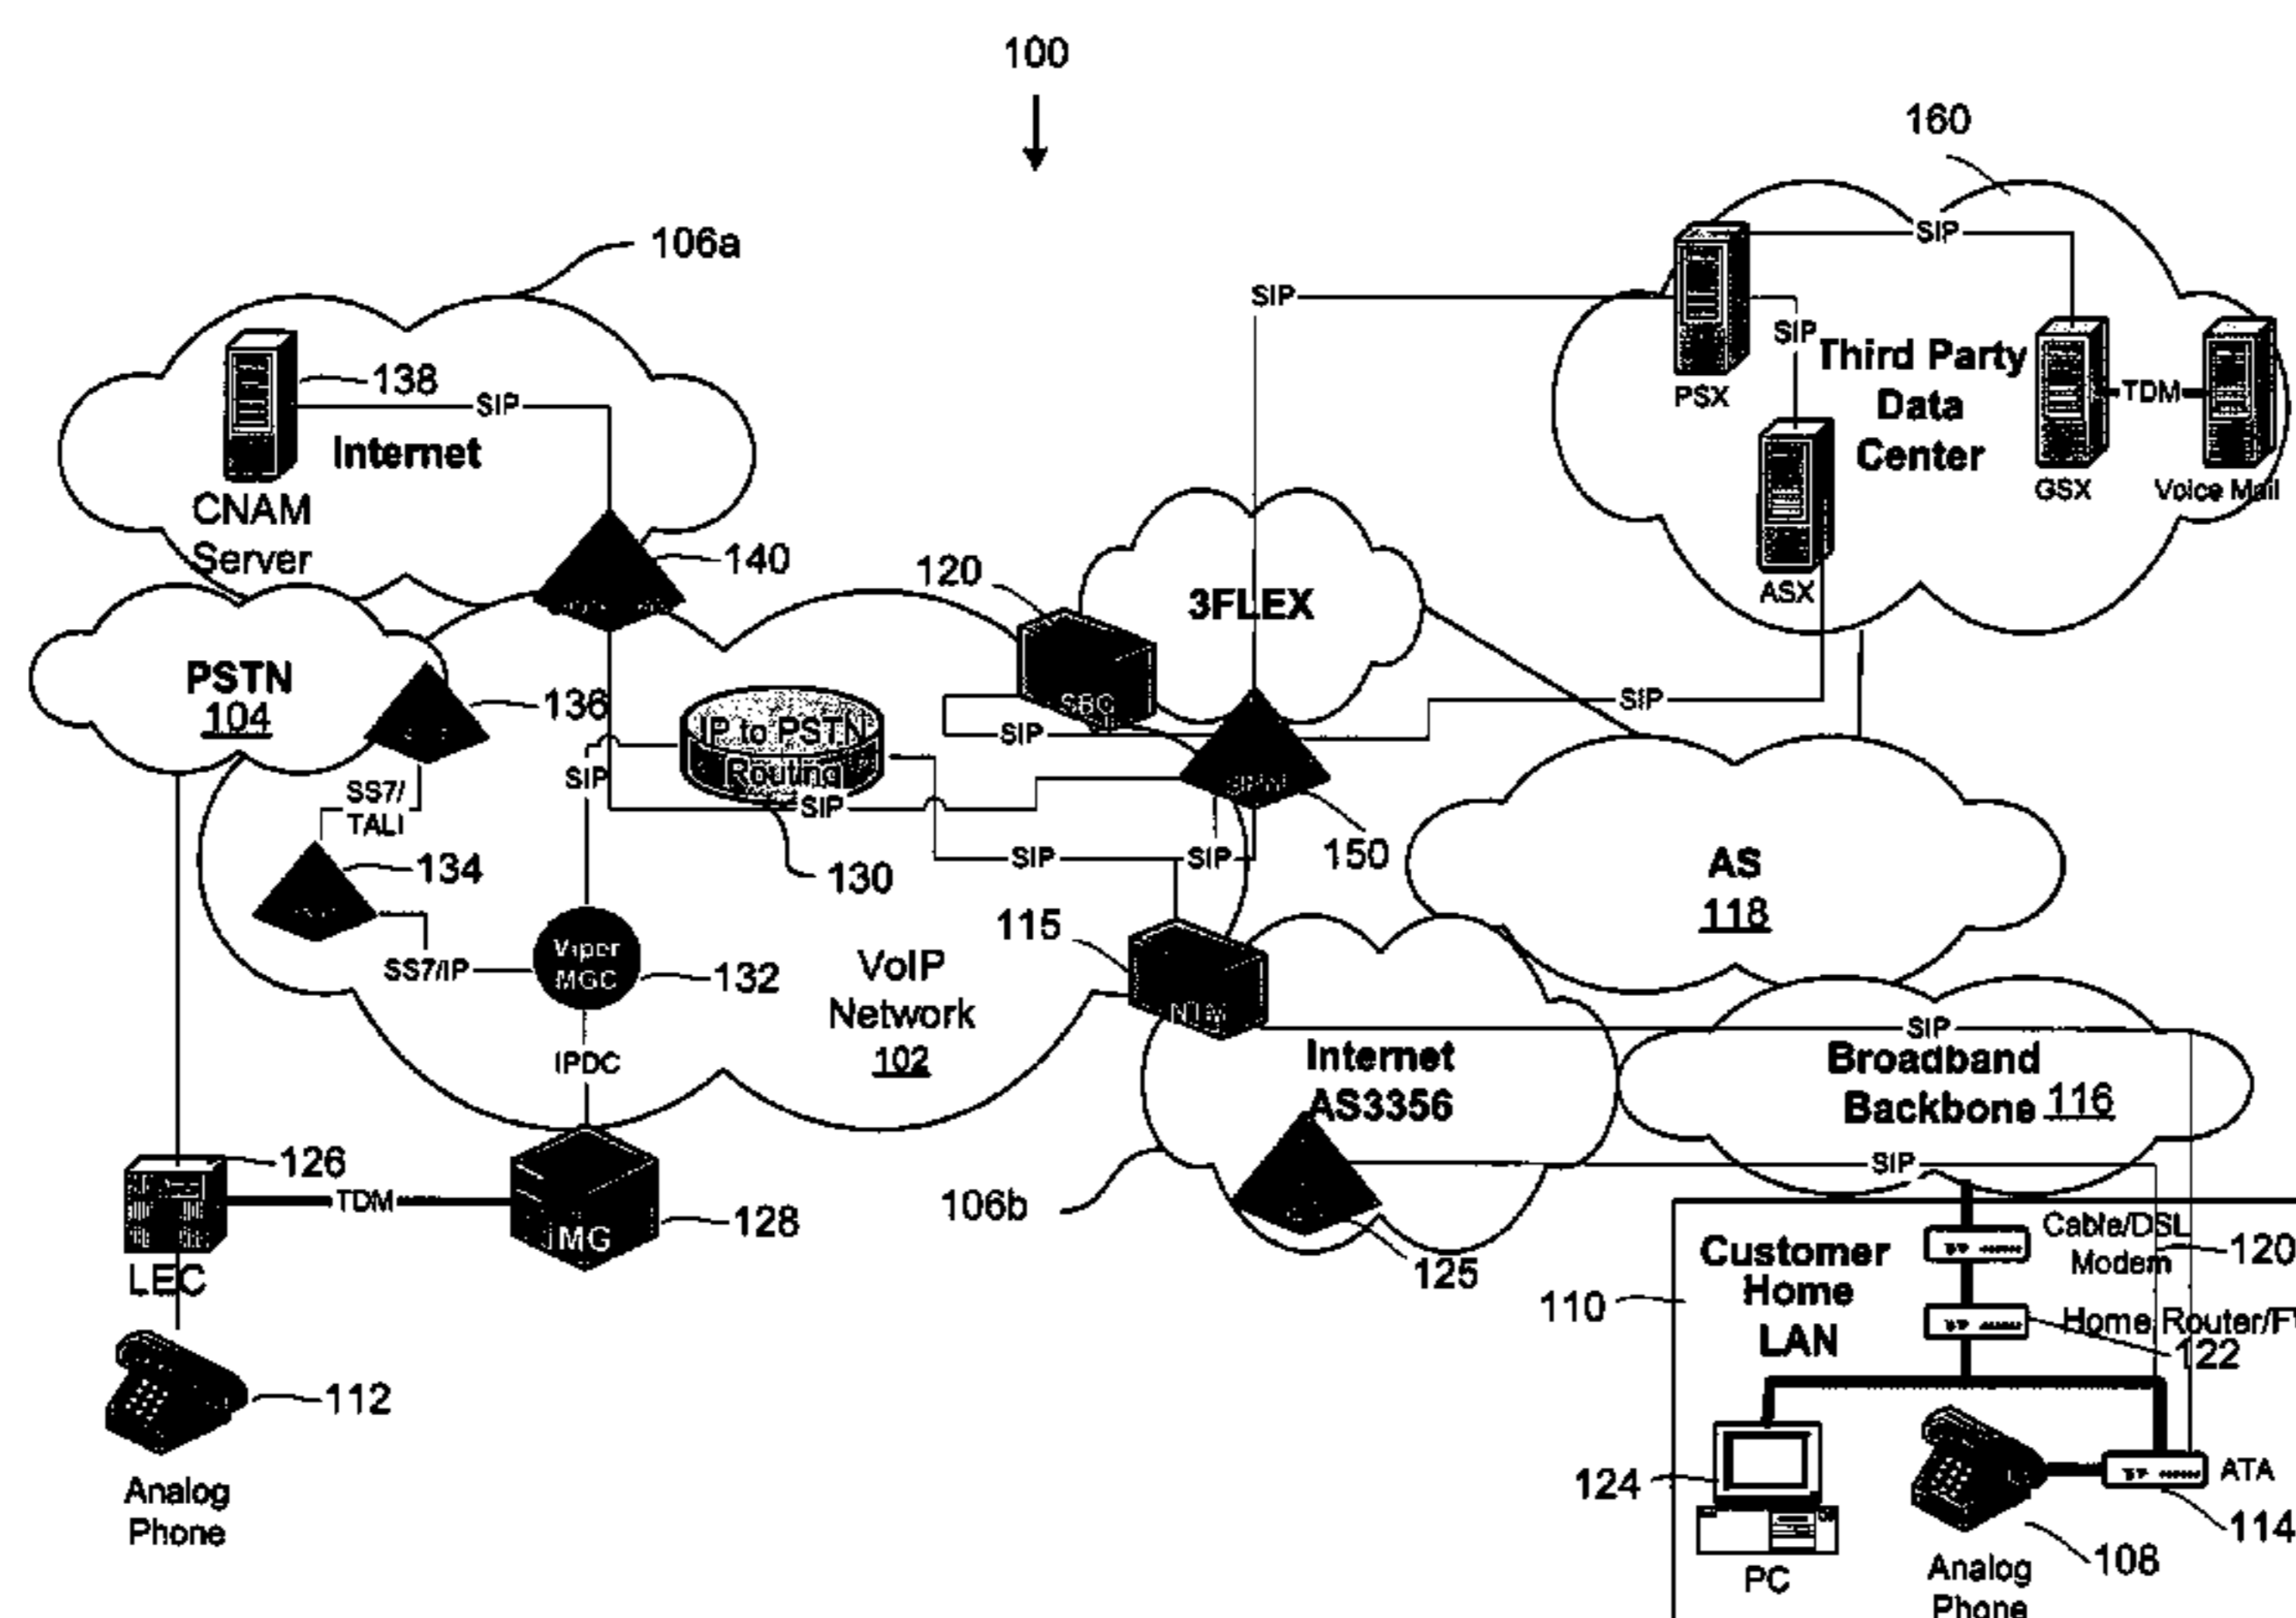 100
160
106a
SIP
SIP
SIP
138
SIP
Third Party
Data
Center
PSX
TDM
Internet
GSX
Voice Mail
CNAM
Server
140
120
ASX
3FLEX
PSTN
104
136
SBC
SIP
SIP
IP to PSTN
Routing
SIP
SS7/
TALI
SIP
130
SIP
SIP
150
AS
118
134
115
Viper
MGC
132
SS7/IP
VoIP
Network
102
SIP
Internet
AS3356
Broadband
Backbone 116
IPDC
126
TDM
MG
128
LEC
106b
125
SIP
Cable/DSL
Modem
120
Customer
Home
LAN
110
Home Router/
122
112
Analog
Phone
124
PC
ATA
114
108
Analog
Phone